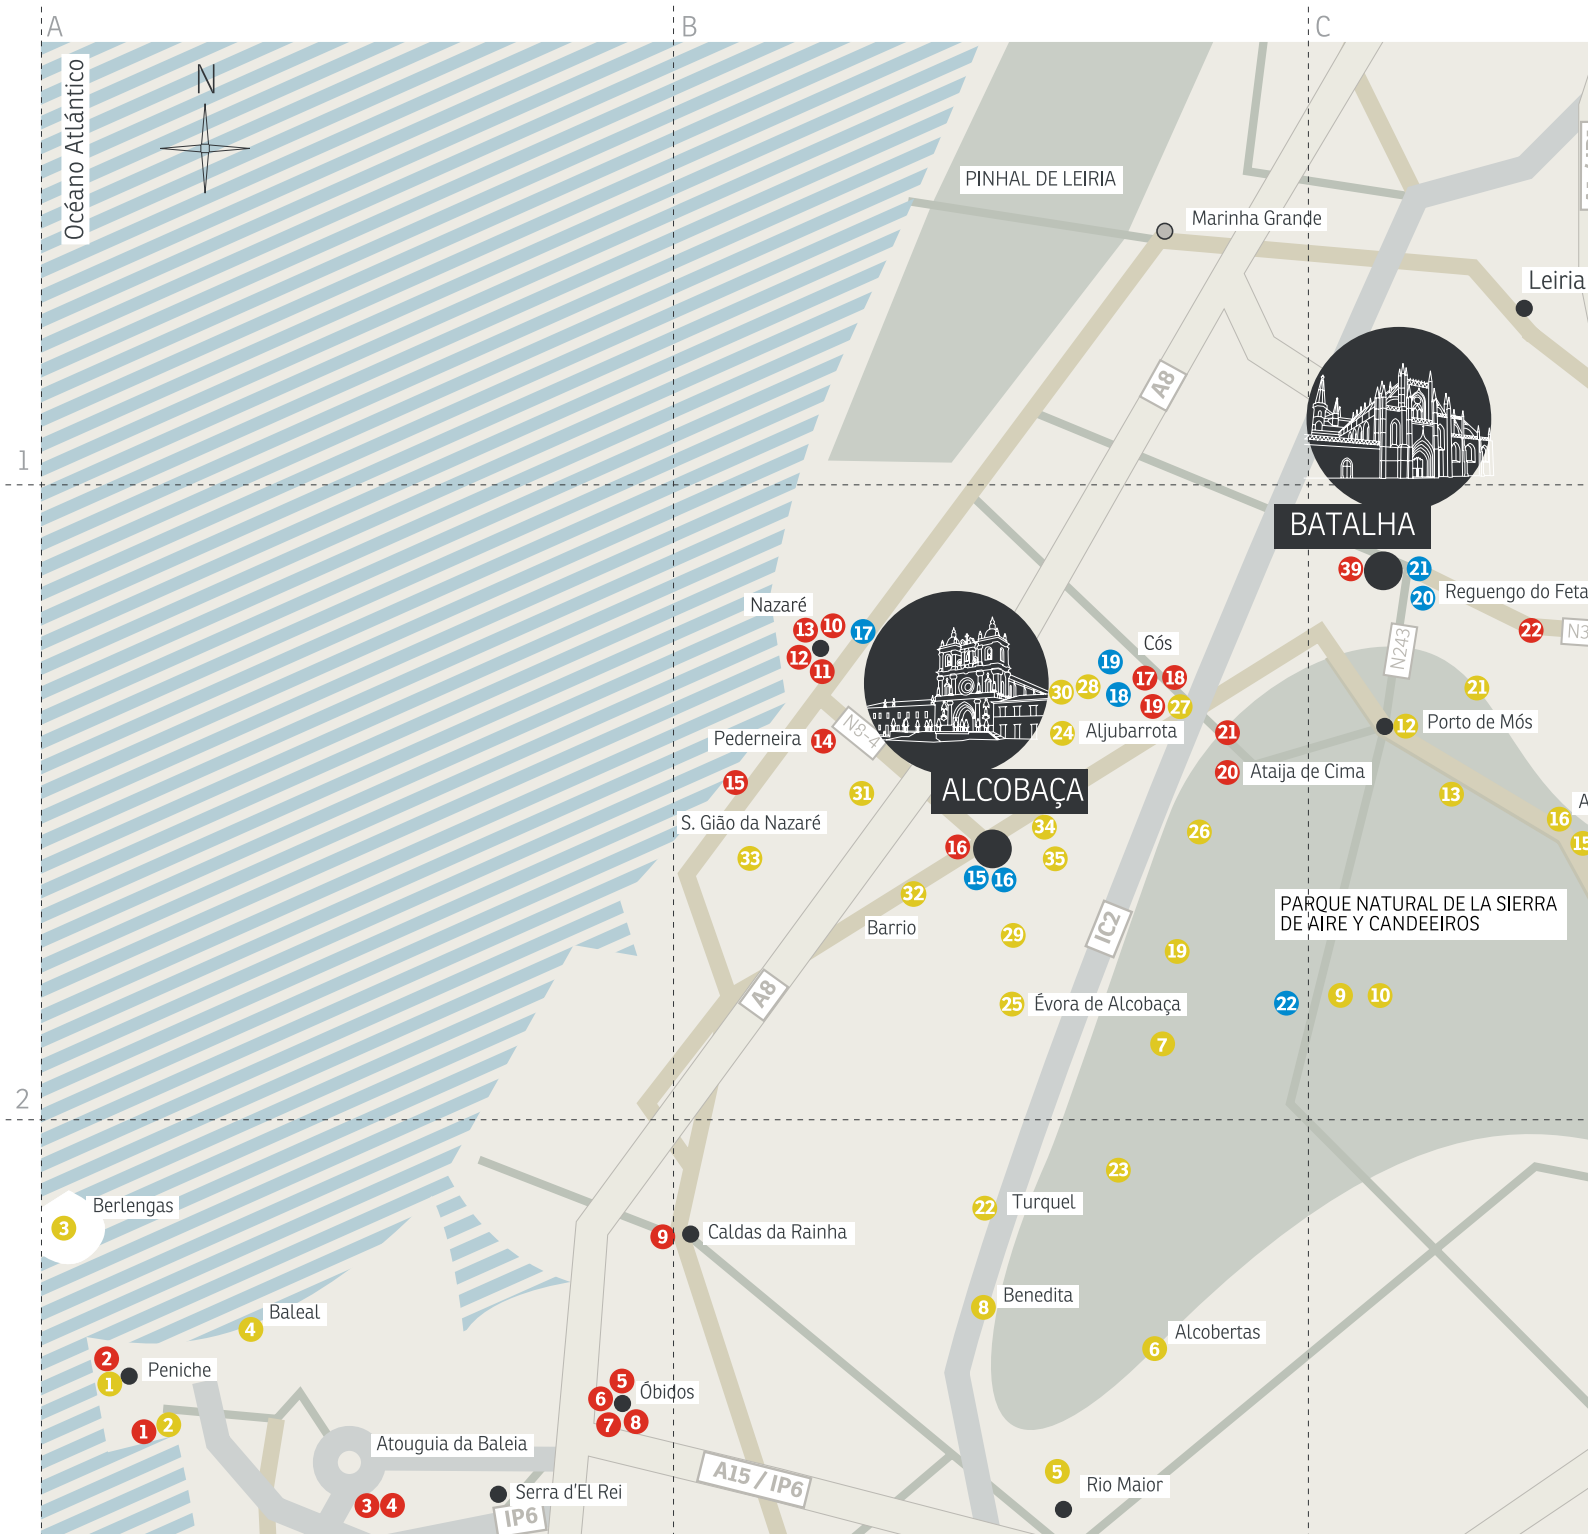 A
B
C
N
Océano Atlántico
PINHAL DE LEIRIA
Marinha Grande
Leiria
A8
1
BATALHA
39
21
20
Reguengo do Feta
22
N243
Nazaré
13
10
17
12
11
Cós
19
17
18
30
28
18
19
27
21
24
Aljubarrota
21
12
Porto de Mós
Pederneira
14
N8-4
20
Ataija de Cima
15
31
ALCOBAÇA
13
16
15
S. Gião da Nazaré
33
34
26
16
35
15
16
32
Barrio
PARQUE NATURAL DE LA SIERRA
DE AIRE Y CANDEEIROS
29
IC2
19
A8
25
Évora de Alcobaça
22
9
10
7
2
23
Berlengas
3
22
Turquel
9
Caldas da Rainha
Baleal
4
8
Benedita
6
Alcobertas
2
1
Peniche
5
6
Óbidos
7
8
1
2
Atouguia da Baleia
A15 / IP6
5
Rio Maior
3
4
Serra d'El Rei
IP6